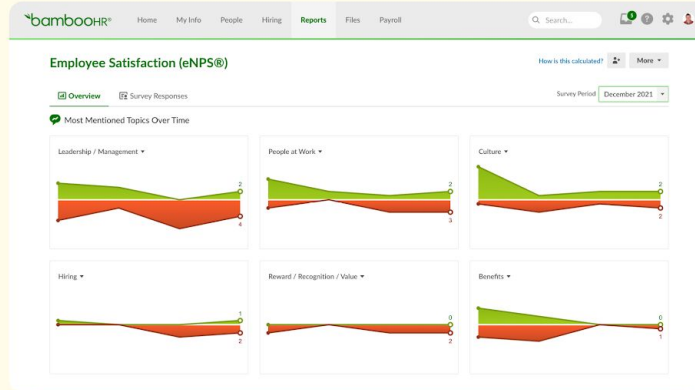 bambooHR®
Home My Info People Hiring Reports Files Payroll
Search...
5
Employee Satisfaction (eNPS®)
How is this calculated?
More
Overview
Survey Responses
Survey Period
December 2021
Most Mentioned Topics Over Time
Leadership / Management
2
4
People at Work
2
3
Culture
2
2
Hiring
1
2
Reward / Recognition / Value
0
2
Benefits
0
1